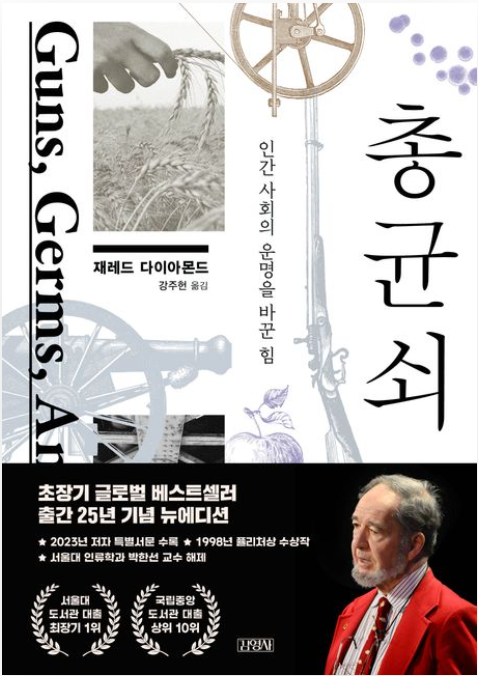 Guns, Germs, An
총 균 쇠
인간 사회의 운명을 바꾼 힘
재레드 다이아몬드
강주헌 옮김
초장기 글로벌 베스트셀러
출간 25년 기념 뉴에디션
★ 2023년 저자 특별서문 수록 ★ 1998년 퓰리처상 수상작
★ 서울대 인류학과 박한선 교수 해제
서울대
도서관 대출
최장기 1위
국립중앙
도서관 대출
상위 10위
김영사